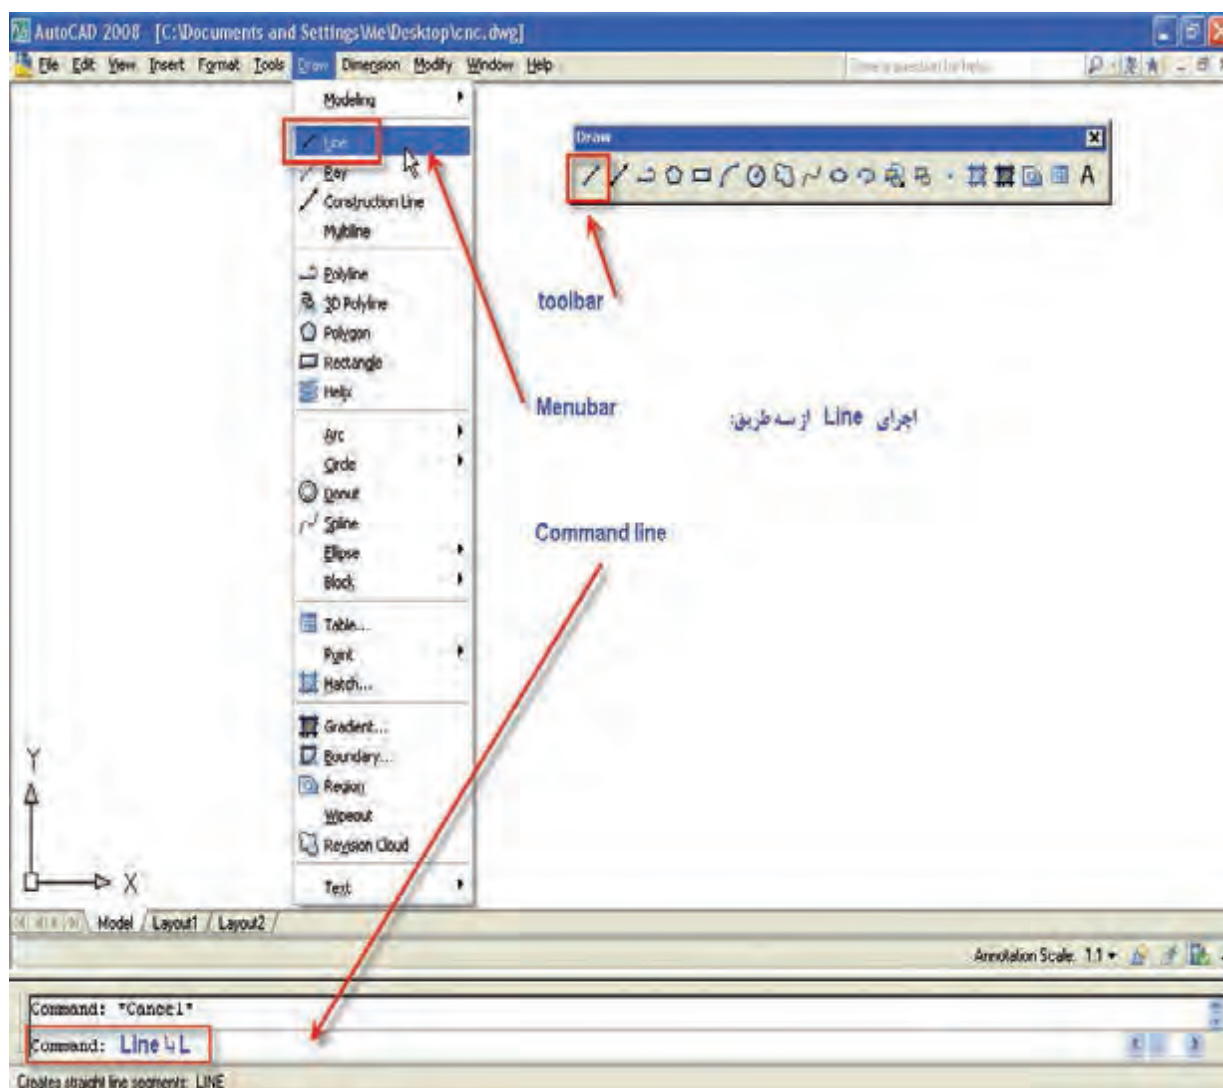 AutoCAD 2008 [C:\Documents and Settings\Me\Desktop\cnc.dwg]
File Edit View Insert Format Tools Draw Dimension Modify Window Help
Modeling
Line
Ray
Construction Line
Multiline
Polyline
3D Polyline
Polygon
Rectangle
Helix
Arc
Circle
Donut
Spline
Ellipse
Block
Table...
Point
Hatch...
Gradient...
Boundary...
Region
Wipeout
Revision Cloud
Text
Draw
A
toolbar
Menubar
اجرای Line از سه طریق:
Command line
Y
X
Model Layout1 Layout2
Annotation Scale: 1:1
Command: *Cancel*
Command: Line یا L
Creates straight line segments: LINE